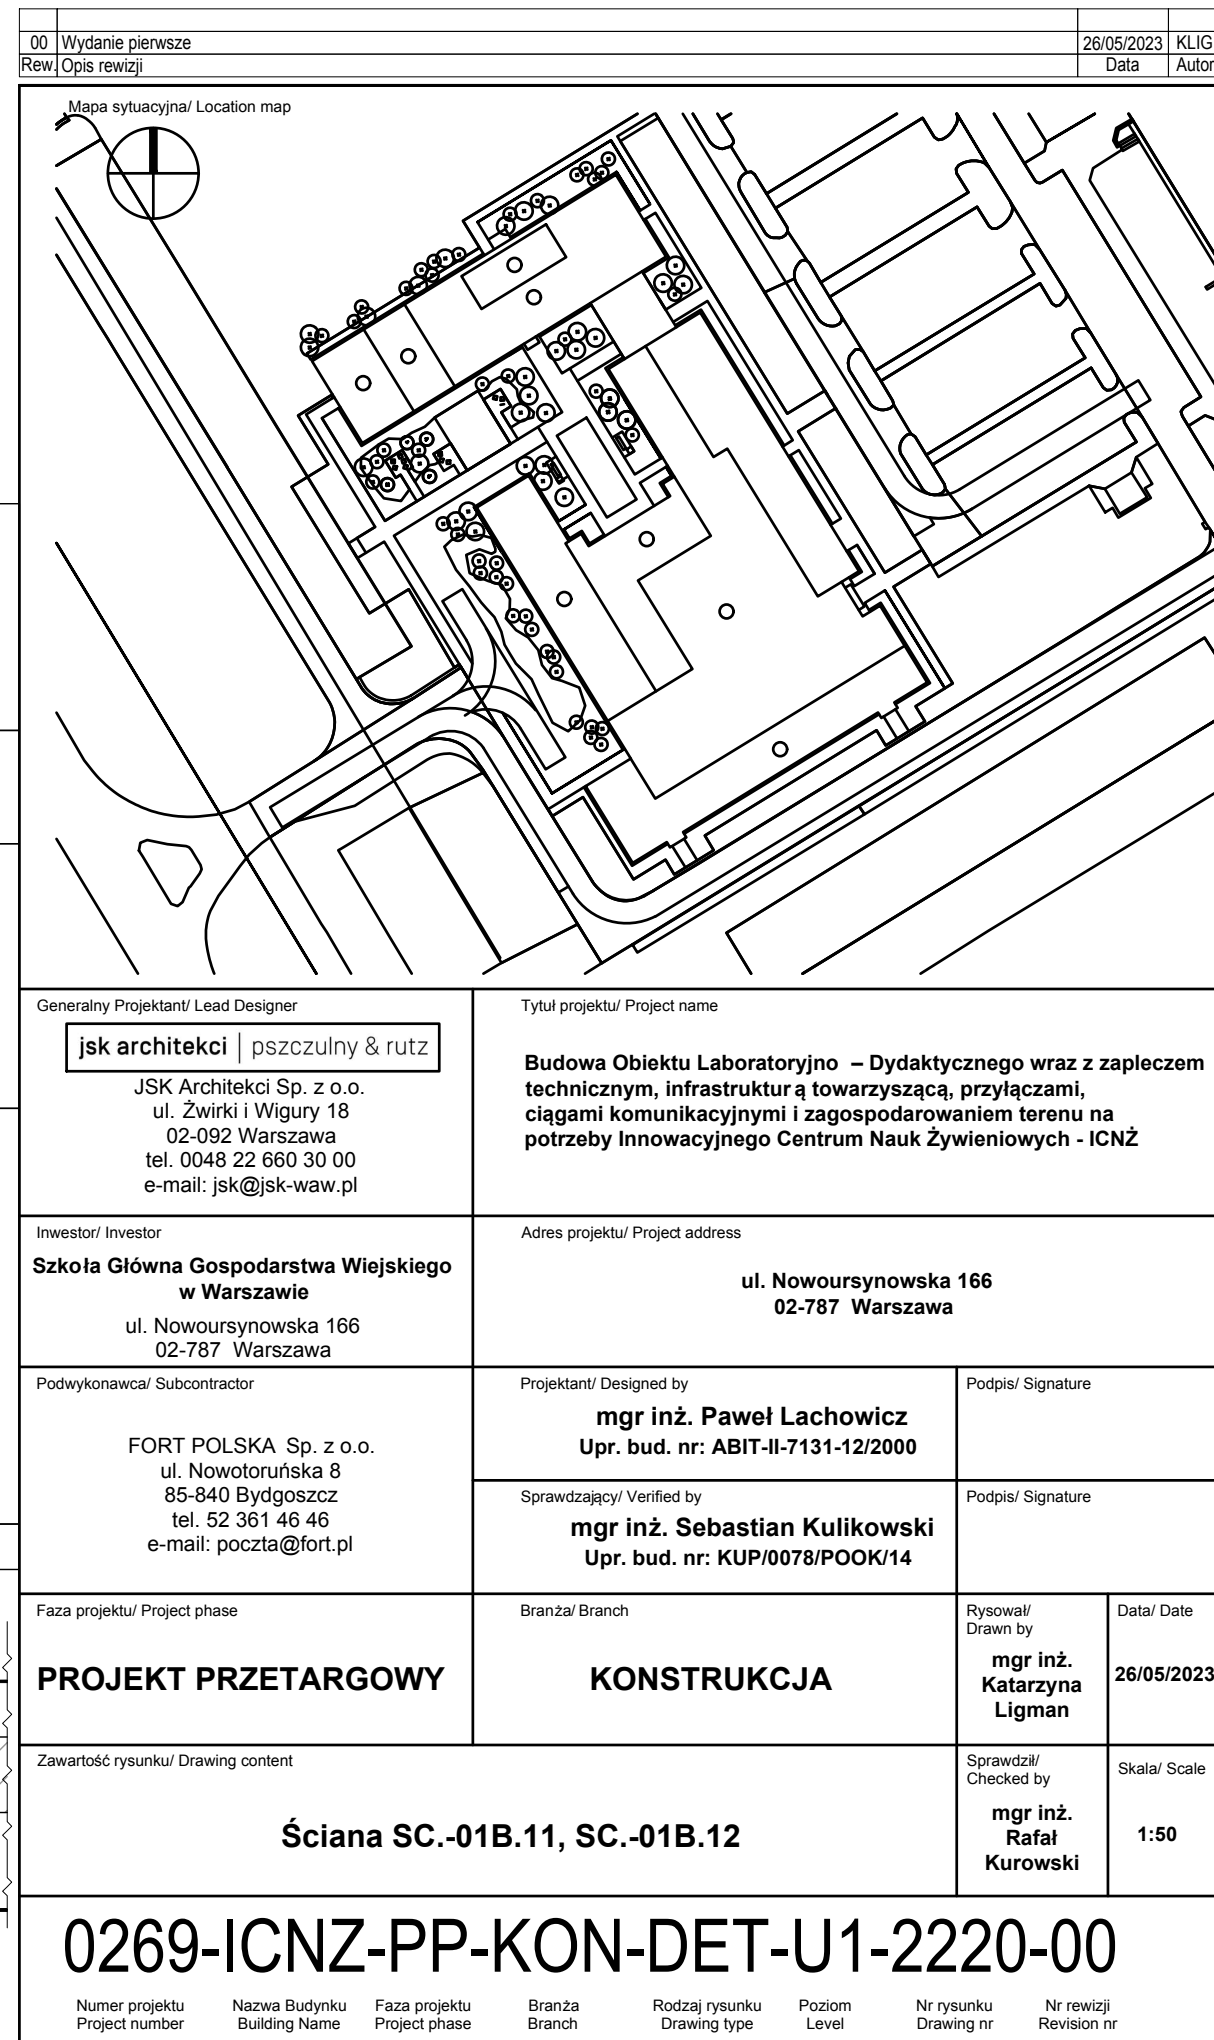 00 Wydanie pierwsze 26/05/2023 KLIG
Rew. Opis rewizji Data Autor
Mapa sytuacyjna/ Location map
Generalny Projektant/ Lead Designer
jsk architekci | pszczulny & rutz
JSK Architekci Sp. z o.o.
ul. Żwirki i Wigury 18
02-092 Warszawa
tel. 0048 22 660 30 00
e-mail: jsk@jsk-waw.pl
Tytuł projektu/ Project name
Budowa Obiektu Laboratoryjno – Dydaktycznego wraz z zapleczem
technicznym, infrastrukturą towarzyszącą, przyłączami,
ciągami komunikacyjnymi i zagospodarowaniem terenu na
potrzeby Innowacyjnego Centrum Nauk Żywieniowych - ICNŻ
Inwestor/ Investor
Szkoła Główna Gospodarstwa Wiejskiego
w Warszawie
ul. Nowoursynowska 166
02-787 Warszawa
Adres projektu/ Project address
ul. Nowoursynowska 166
02-787 Warszawa
Podwykonawca/ Subcontractor
FORT POLSKA Sp. z o.o.
ul. Nowotoruńska 8
85-840 Bydgoszcz
tel. 52 361 46 46
e-mail: poczta@fort.pl
Projektant/ Designed by
mgr inż. Paweł Lachowicz
Upr. bud. nr: ABIT-II-7131-12/2000
Podpis/ Signature
Sprawdzający/ Verified by
mgr inż. Sebastian Kulikowski
Upr. bud. nr: KUP/0078/POOK/14
Podpis/ Signature
Faza projektu/ Project phase
PROJEKT PRZETARGOWY
Branża/ Branch
KONSTRUKCJA
Rysował/
Drawn by
mgr inż.
Katarzyna
Ligman
Data/ Date
26/05/2023
Zawartość rysunku/ Drawing content
Ściana SC.-01B.11, SC.-01B.12
Sprawdził/
Checked by
mgr inż.
Rafał
Kurowski
Skala/ Scale
1:50
0269-ICNZ-PP-KON-DET-U1-2220-00
Numer projektu Nazwa Budynku Faza projektu Branża Rodzaj rysunku Poziom Nr rysunku Nr rewizji
Project number Building Name Project phase Branch Drawing type Level Drawing nr Revision nr